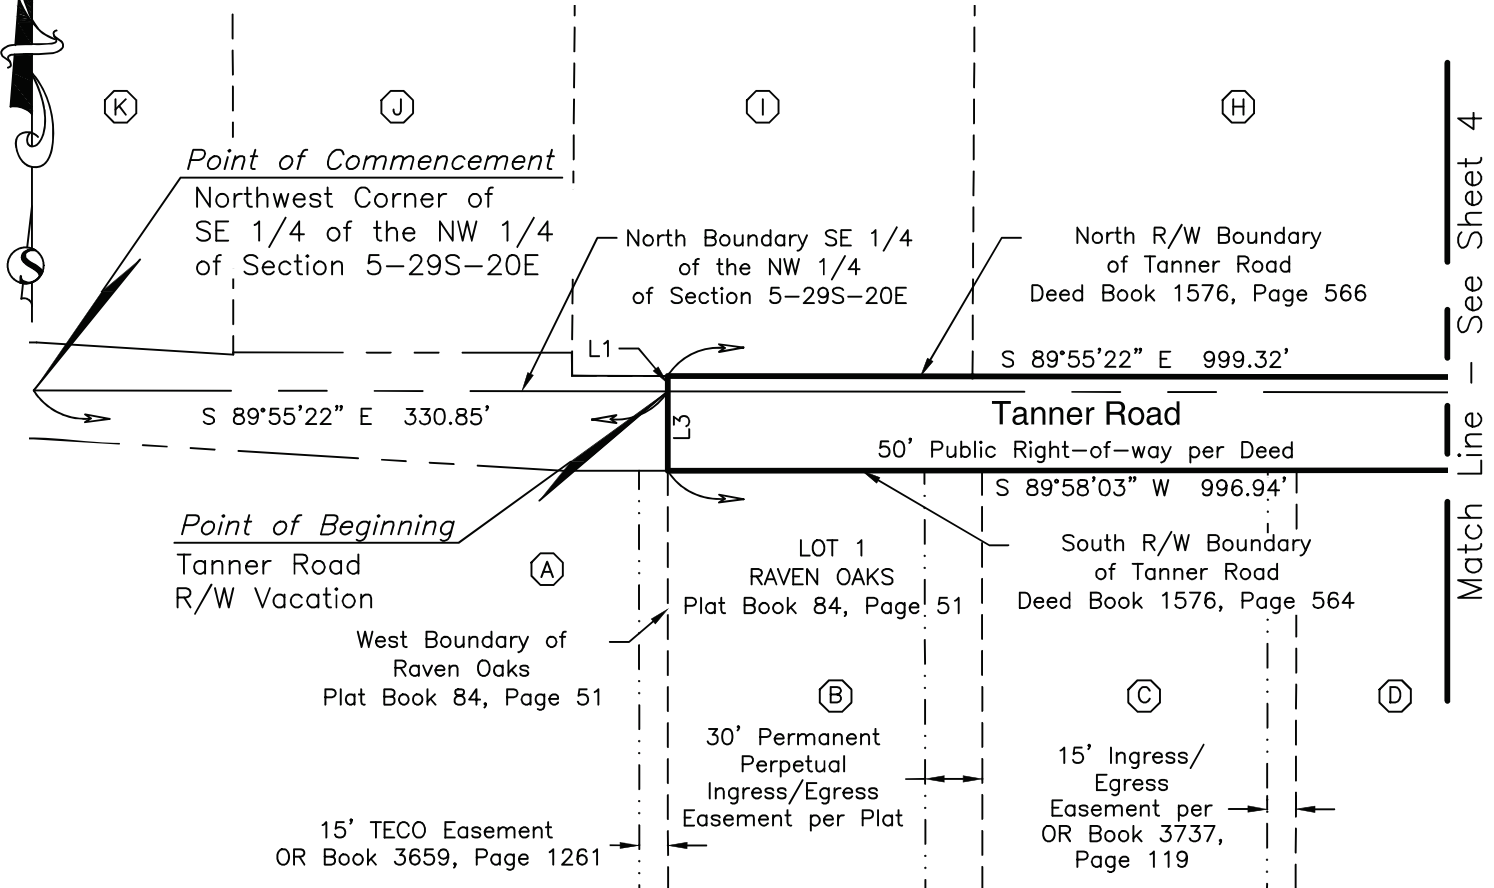 K
J
I
H
Point of Commencement
Northwest Corner of
SE 1/4 of the NW 1/4
of Section 5-29S-20E
S
North Boundary SE 1/4
of the NW 1/4
of Section 5-29S-20E
North R/W Boundary
of Tanner Road
Deed Book 1576, Page 566
Match Line - See Sheet 4
L1
S 89°55'22" E 999.32'
S 89°55'22" E 330.85'
L3
Tanner Road
50' Public Right-of-way per Deed
S 89°58'03" W 996.94'
Point of Beginning
Tanner Road
R/W Vacation
A
LOT 1
RAVEN OAKS
Plat Book 84, Page 51
South R/W Boundary
of Tanner Road
Deed Book 1576, Page 564
West Boundary of
Raven Oaks
Plat Book 84, Page 51
B
C
D
30' Permanent
Perpetual
Ingress/Egress
Easement per Plat
15' Ingress/
Egress
Easement per
OR Book 3737,
Page 119
15' TECO Easement
OR Book 3659, Page 1261